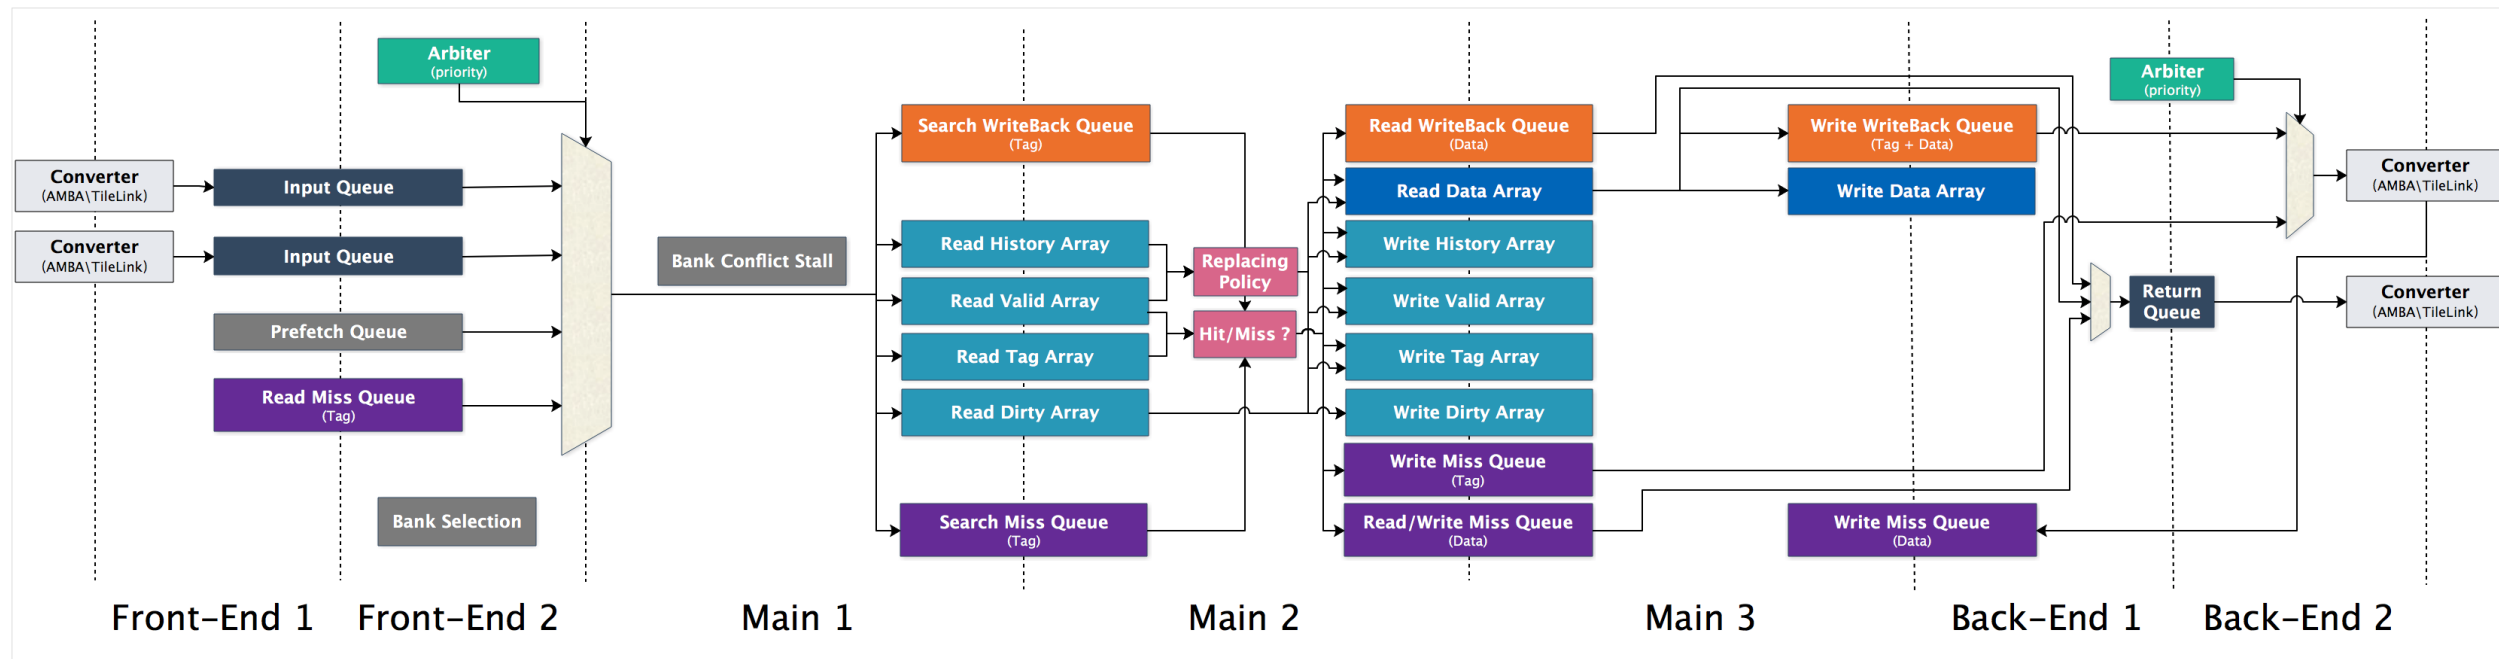 Arbiter
(priority)
Converter
(AMBA\TileLink)
Converter
(AMBA\TileLink)
Input Queue
Input Queue
Prefetch Queue
Read Miss Queue
(Tag)
Bank Selection
Bank Conflict Stall
Search WriteBack Queue
(Tag)
Read History Array
Read Valid Array
Read Tag Array
Read Dirty Array
Search Miss Queue
(Tag)
Replacing
Policy
Hit/Miss ?
Read WriteBack Queue
(Data)
Read Data Array
Write History Array
Write Valid Array
Write Tag Array
Write Dirty Array
Write Miss Queue
(Tag)
Read/Write Miss Queue
(Data)
Write WriteBack Queue
(Tag + Data)
Write Data Array
Write Miss Queue
(Data)
Arbiter
(priority)
Return
Queue
Converter
(AMBA\TileLink)
Converter
(AMBA\TileLink)
Front-End 1
Front-End 2
Main 1
Main 2
Main 3
Back-End 1
Back-End 2